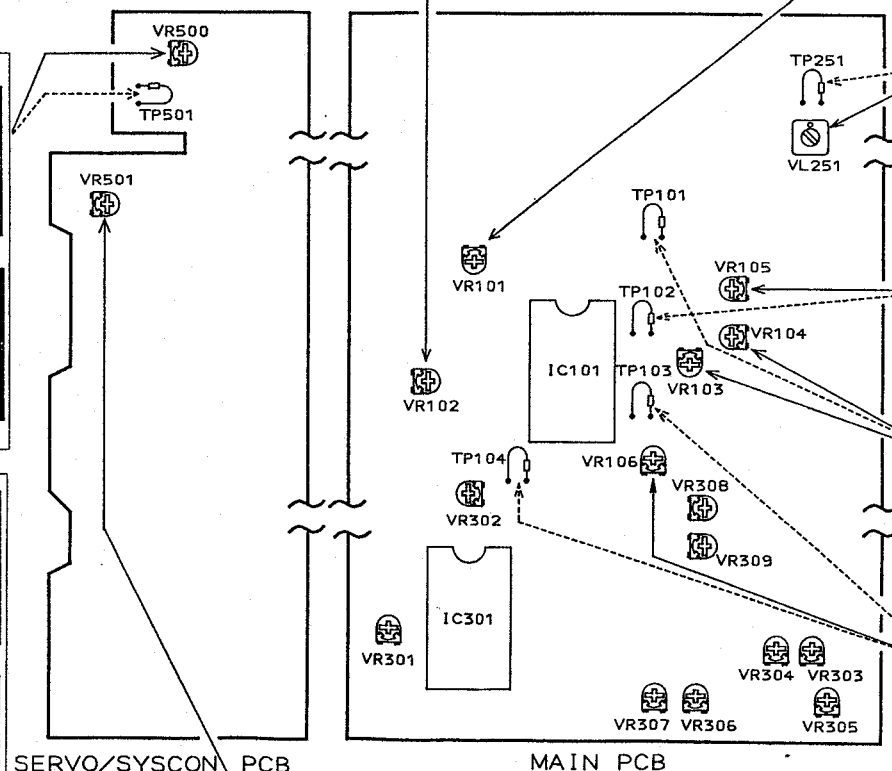 VR500
TP501
VR501
TP251
VL251
TP101
VR101
VR105
TP102
VR104
IC101
TP103
VR103
VR102
TP104
VR106
VR308
VR302
VR309
IC301
VR301
VR304
VR303
VR307
VR306
VR305
SERVO/SYSCON PCB
MAIN PCB